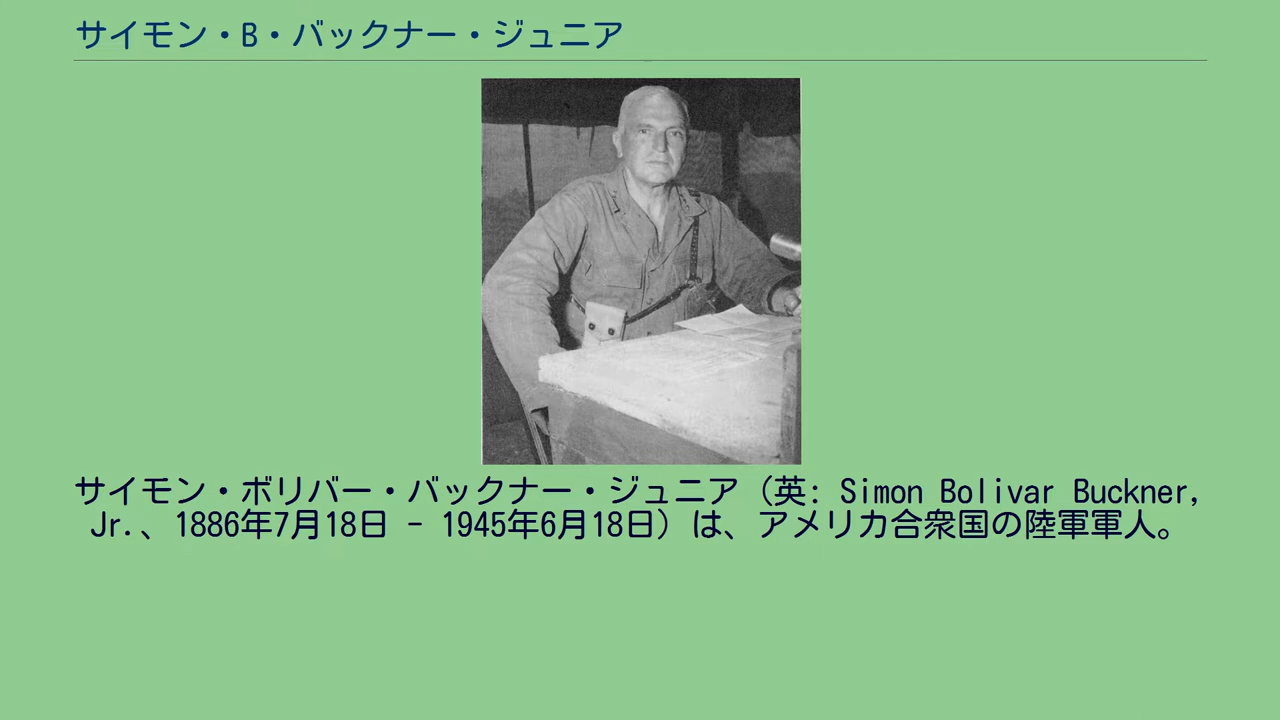 サイモン・B・バックナー・ジュニア
サイモン・ボリバー・バックナー・ジュニア（英: Simon Bolivar Buckner,
Jr.、1886年7月18日 - 1945年6月18日）は、アメリカ合衆国の陸軍軍人。